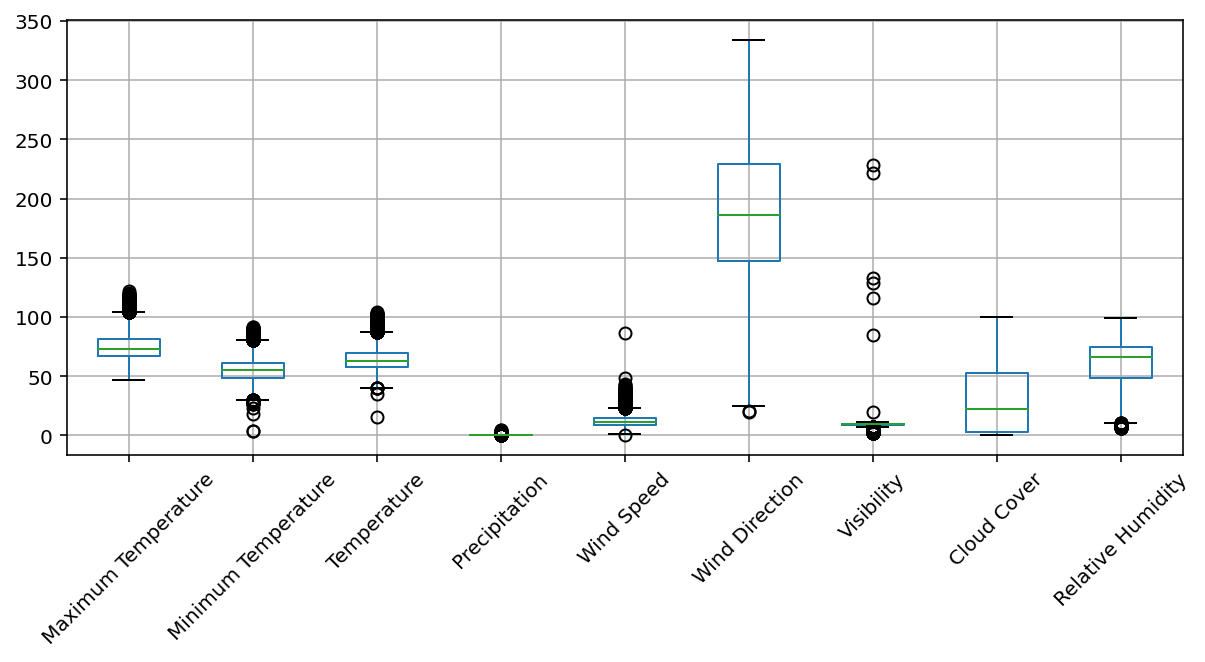 350
300
250
200
150
100
50
0
Maximum Temperature
Minimum Temperature
Temperature
Precipitation
Wind Speed
Wind Direction
Visibility
Cloud Cover
Relative Humidity